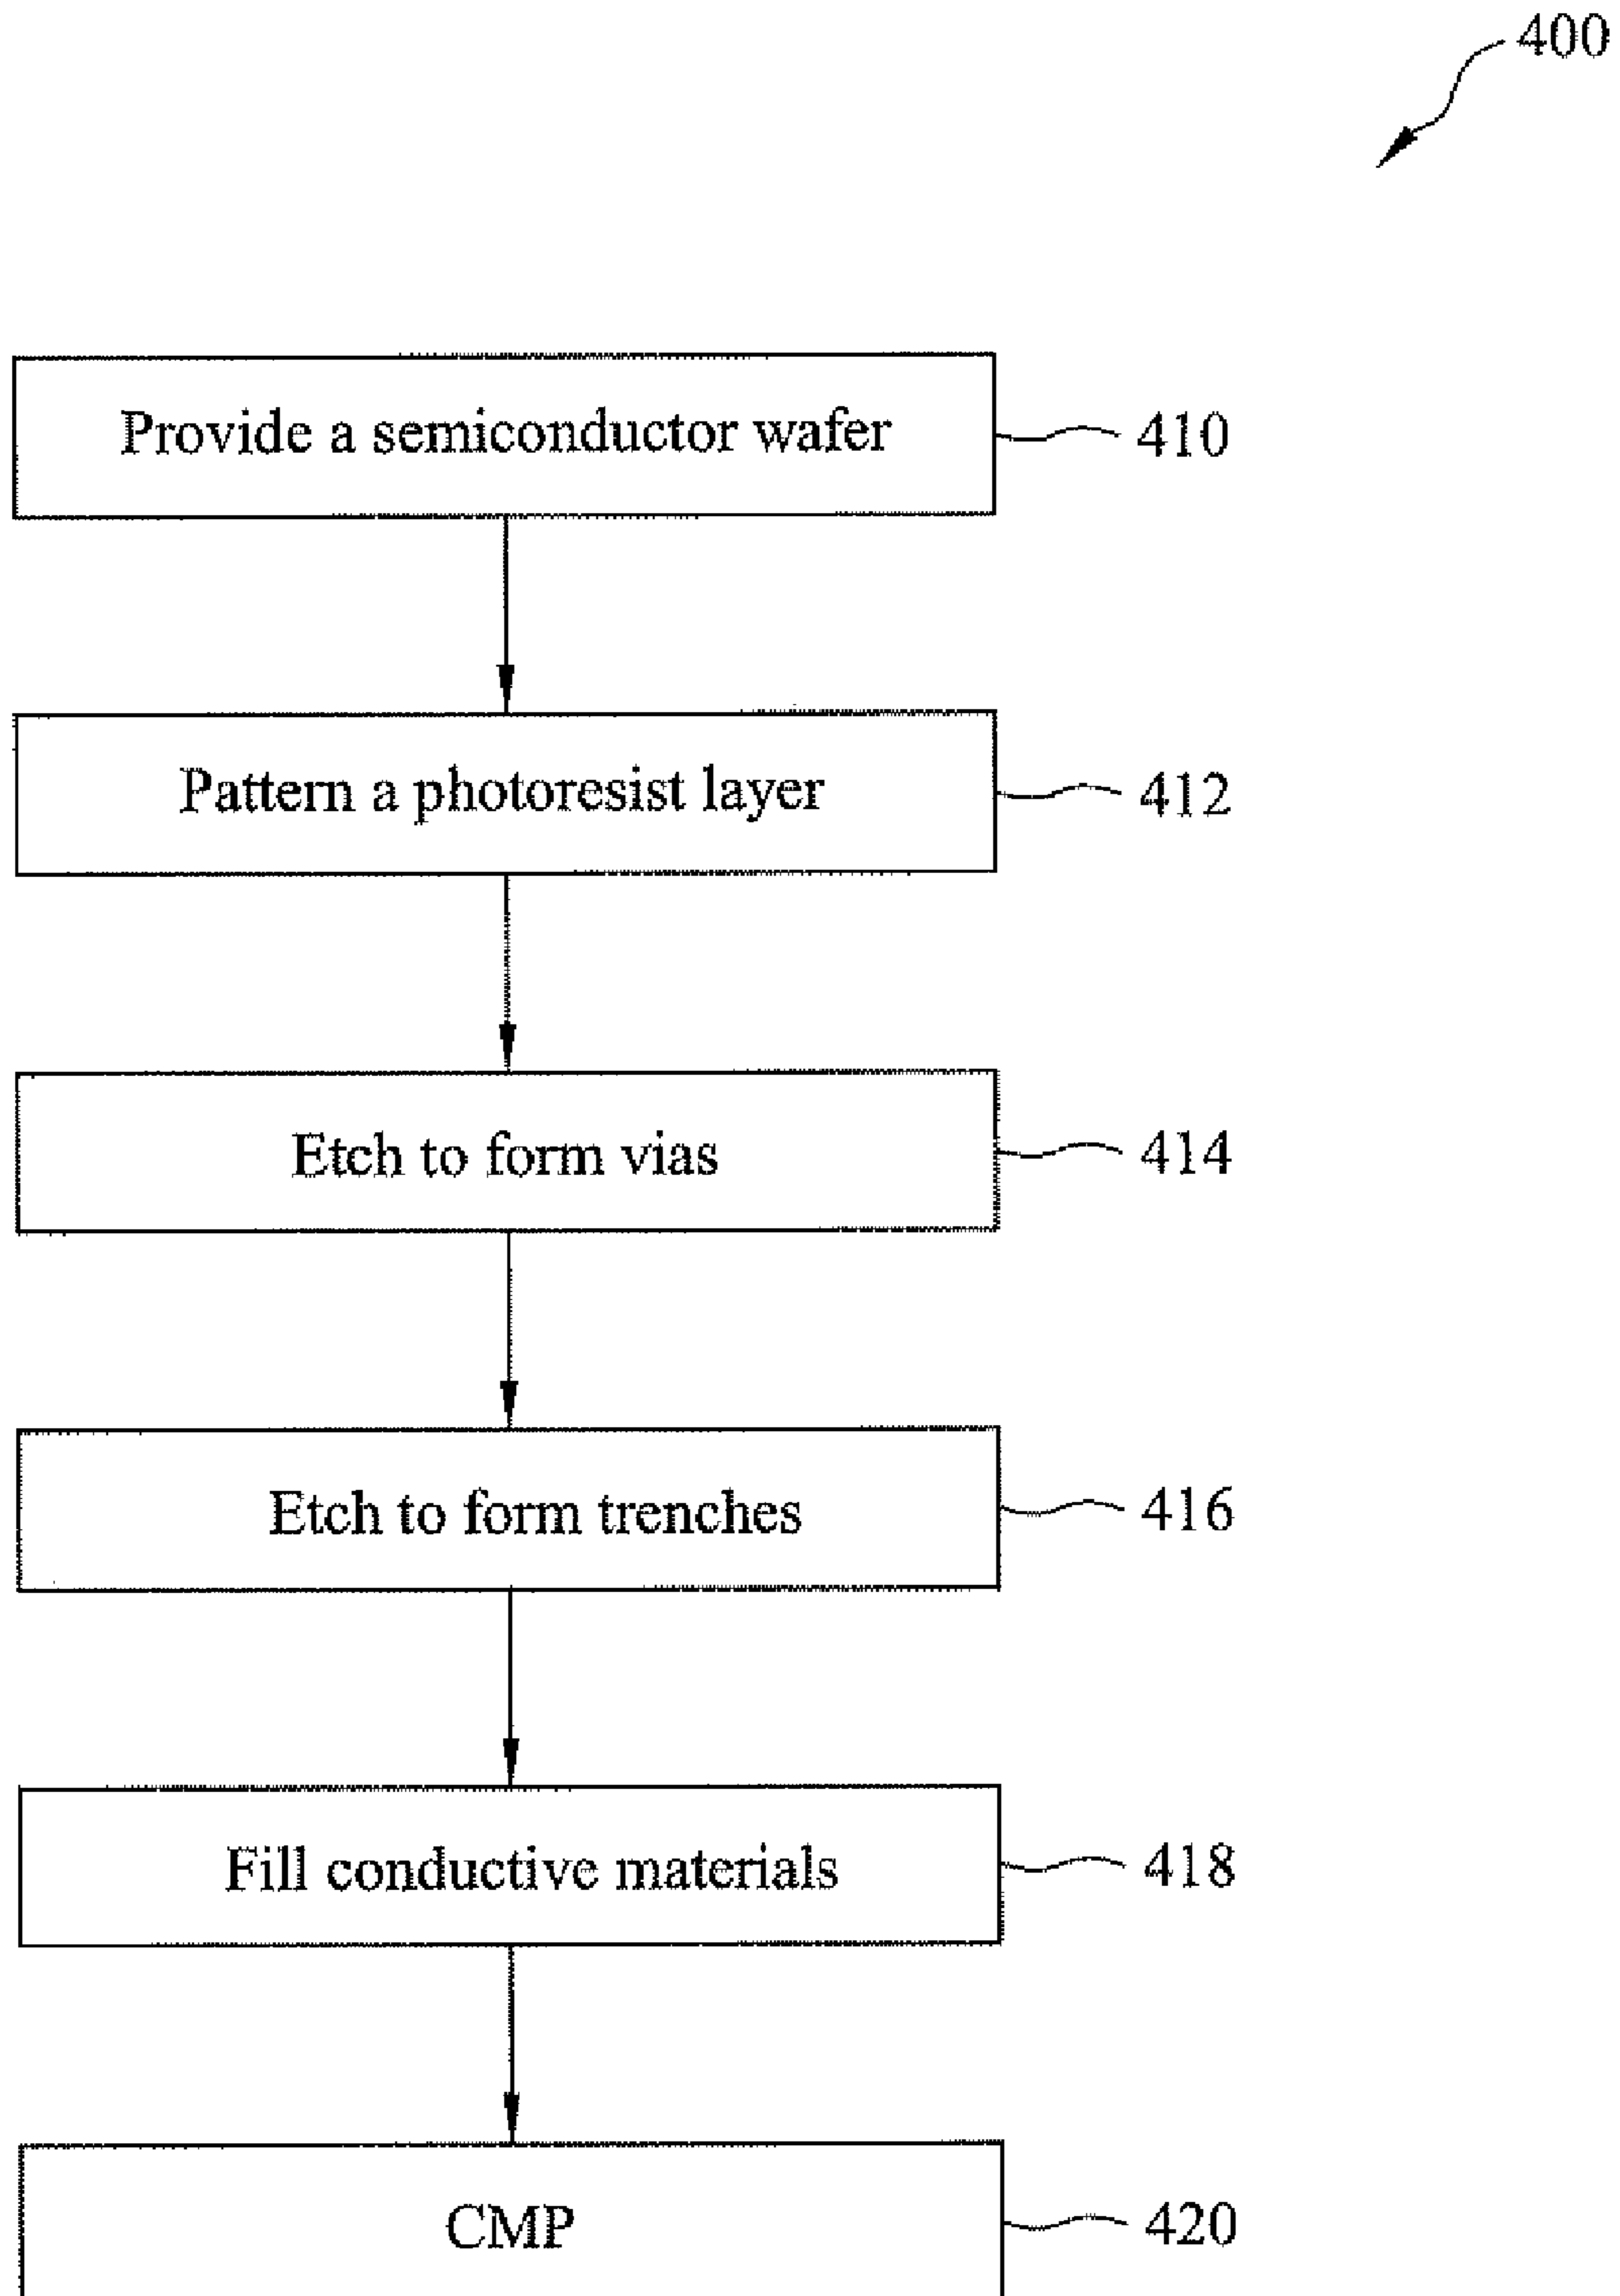 400
Provide a semiconductor wafer 410
Pattern a photoresist layer 412
Etch to form vias 414
Etch to form trenches 416
Fill conductive materials 418
CMP 420